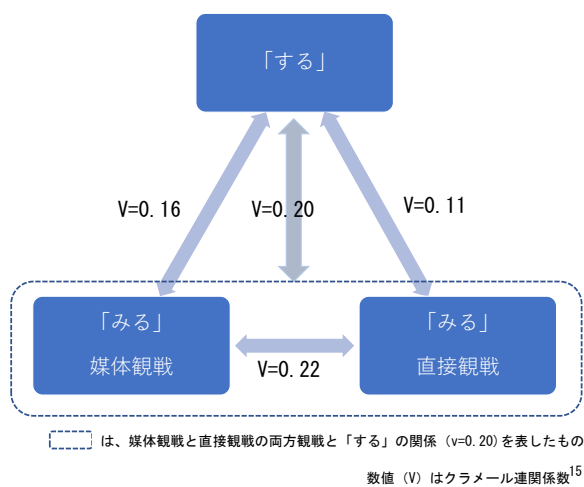 「する」
V=0.16
V=0.20
V=0.11
「みる」
媒体観戦
V=0.22
「みる」
直接観戦
は、媒体観戦と直接観戦の両方観戦と「する」の関係（v=0.20)を表したもの
数値（V）はクラメール連関係数15